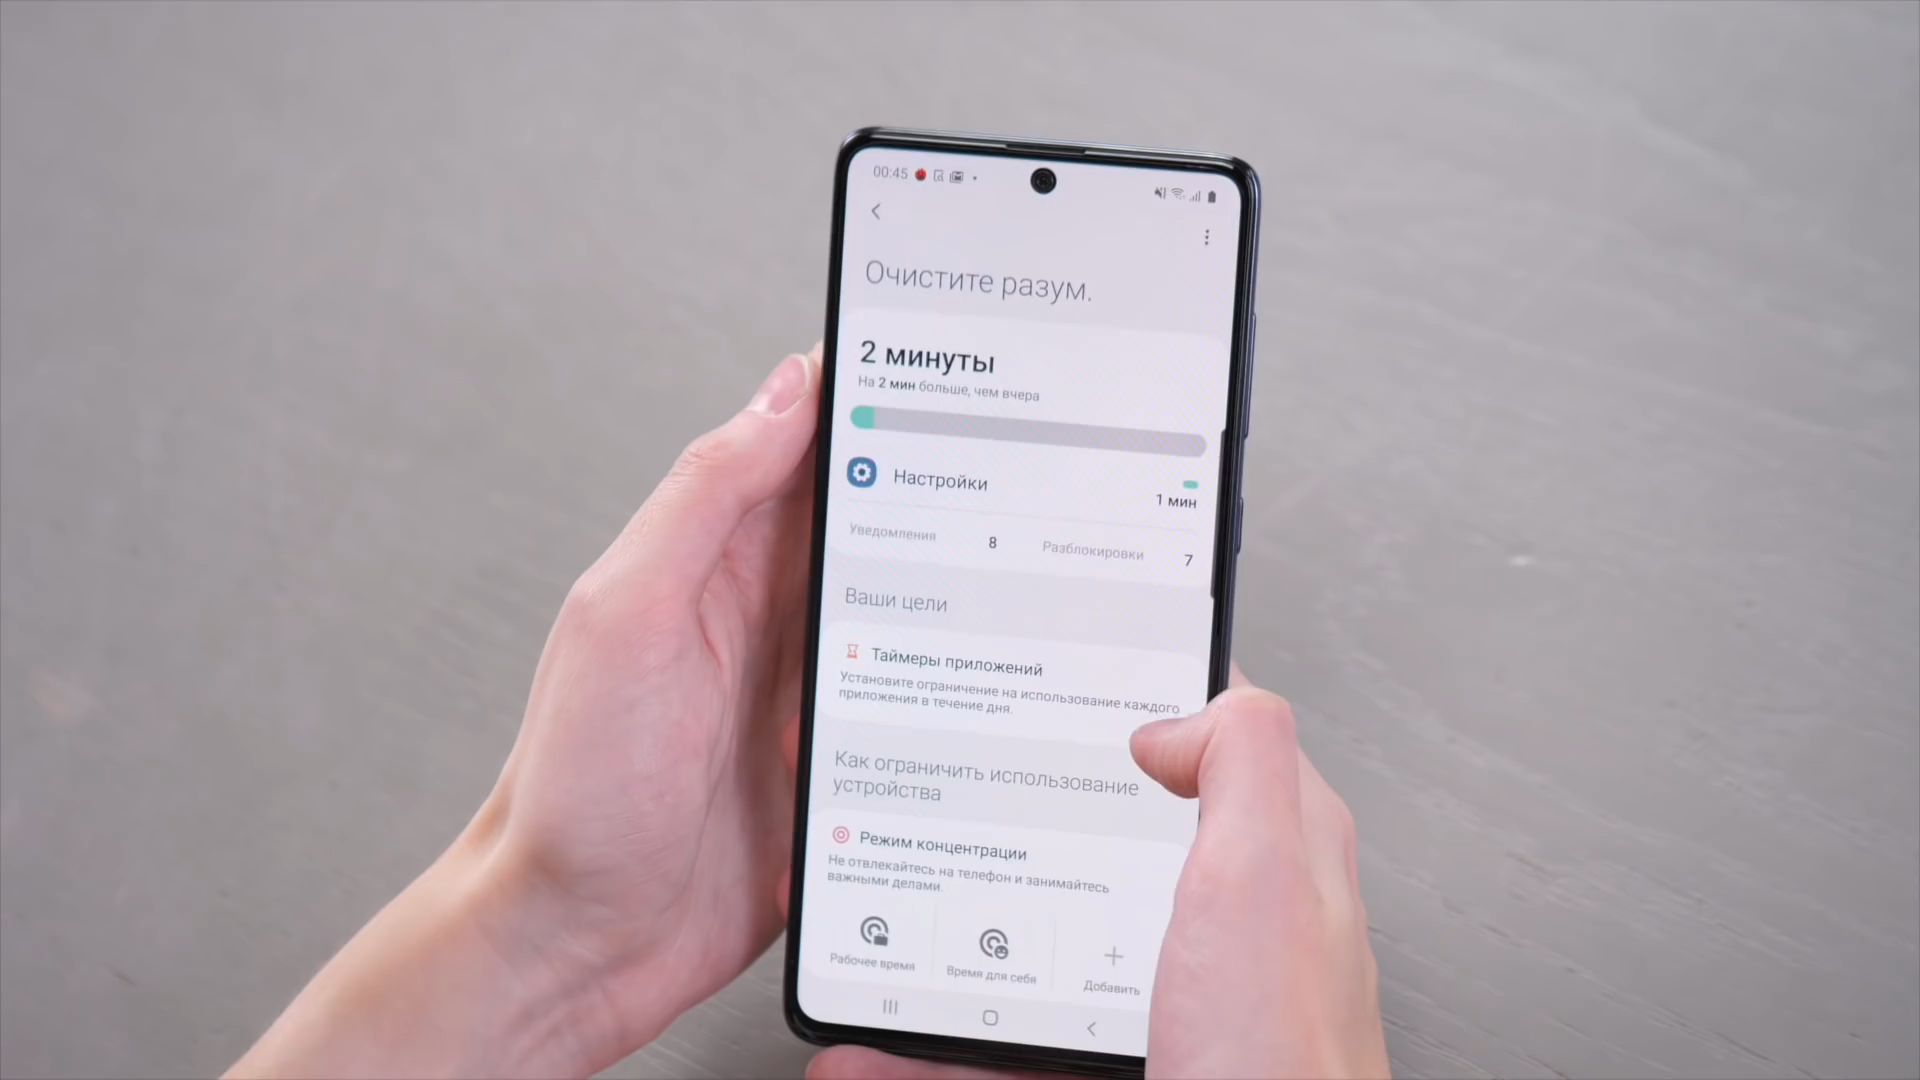 00:45
Очистите разум.
2 минуты
На 2 мин больше, чем вчера
Настройки
1 мин
Уведомления 8 Разблокировки 7
Ваши цели
Таймеры приложений
Установите ограничение на использование каждого
приложения в течение дня.
Как ограничить использование
устройства
Режим концентрации
Не отвлекайтесь на телефон и занимайтесь
важными делами.
Рабочее время
Время для себя
Добавить